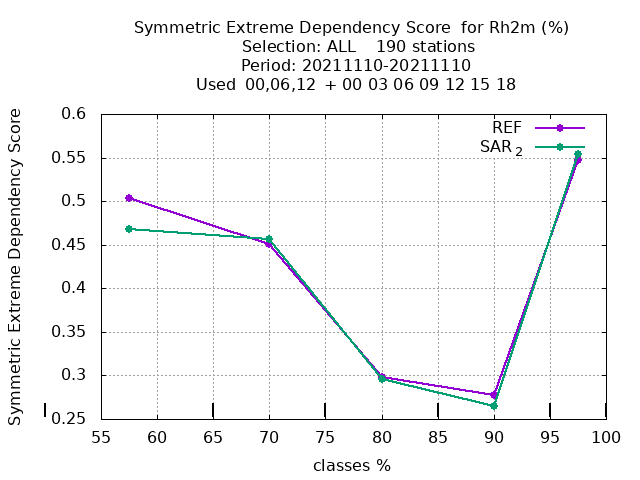 Symmetric Extreme Dependency Score  for Rh2m (%)
Selection: ALL    190 stations
Period: 20211110-20211110
Used  00,06,12  + 00 03 06 09 12 15 18
REF
SAR 2
Symmetric Extreme Dependency Score
0.6
0.55
0.5
0.45
0.4
0.35
0.3
0.25
55 60 65 70 75 80 85 90 95 100
classes %